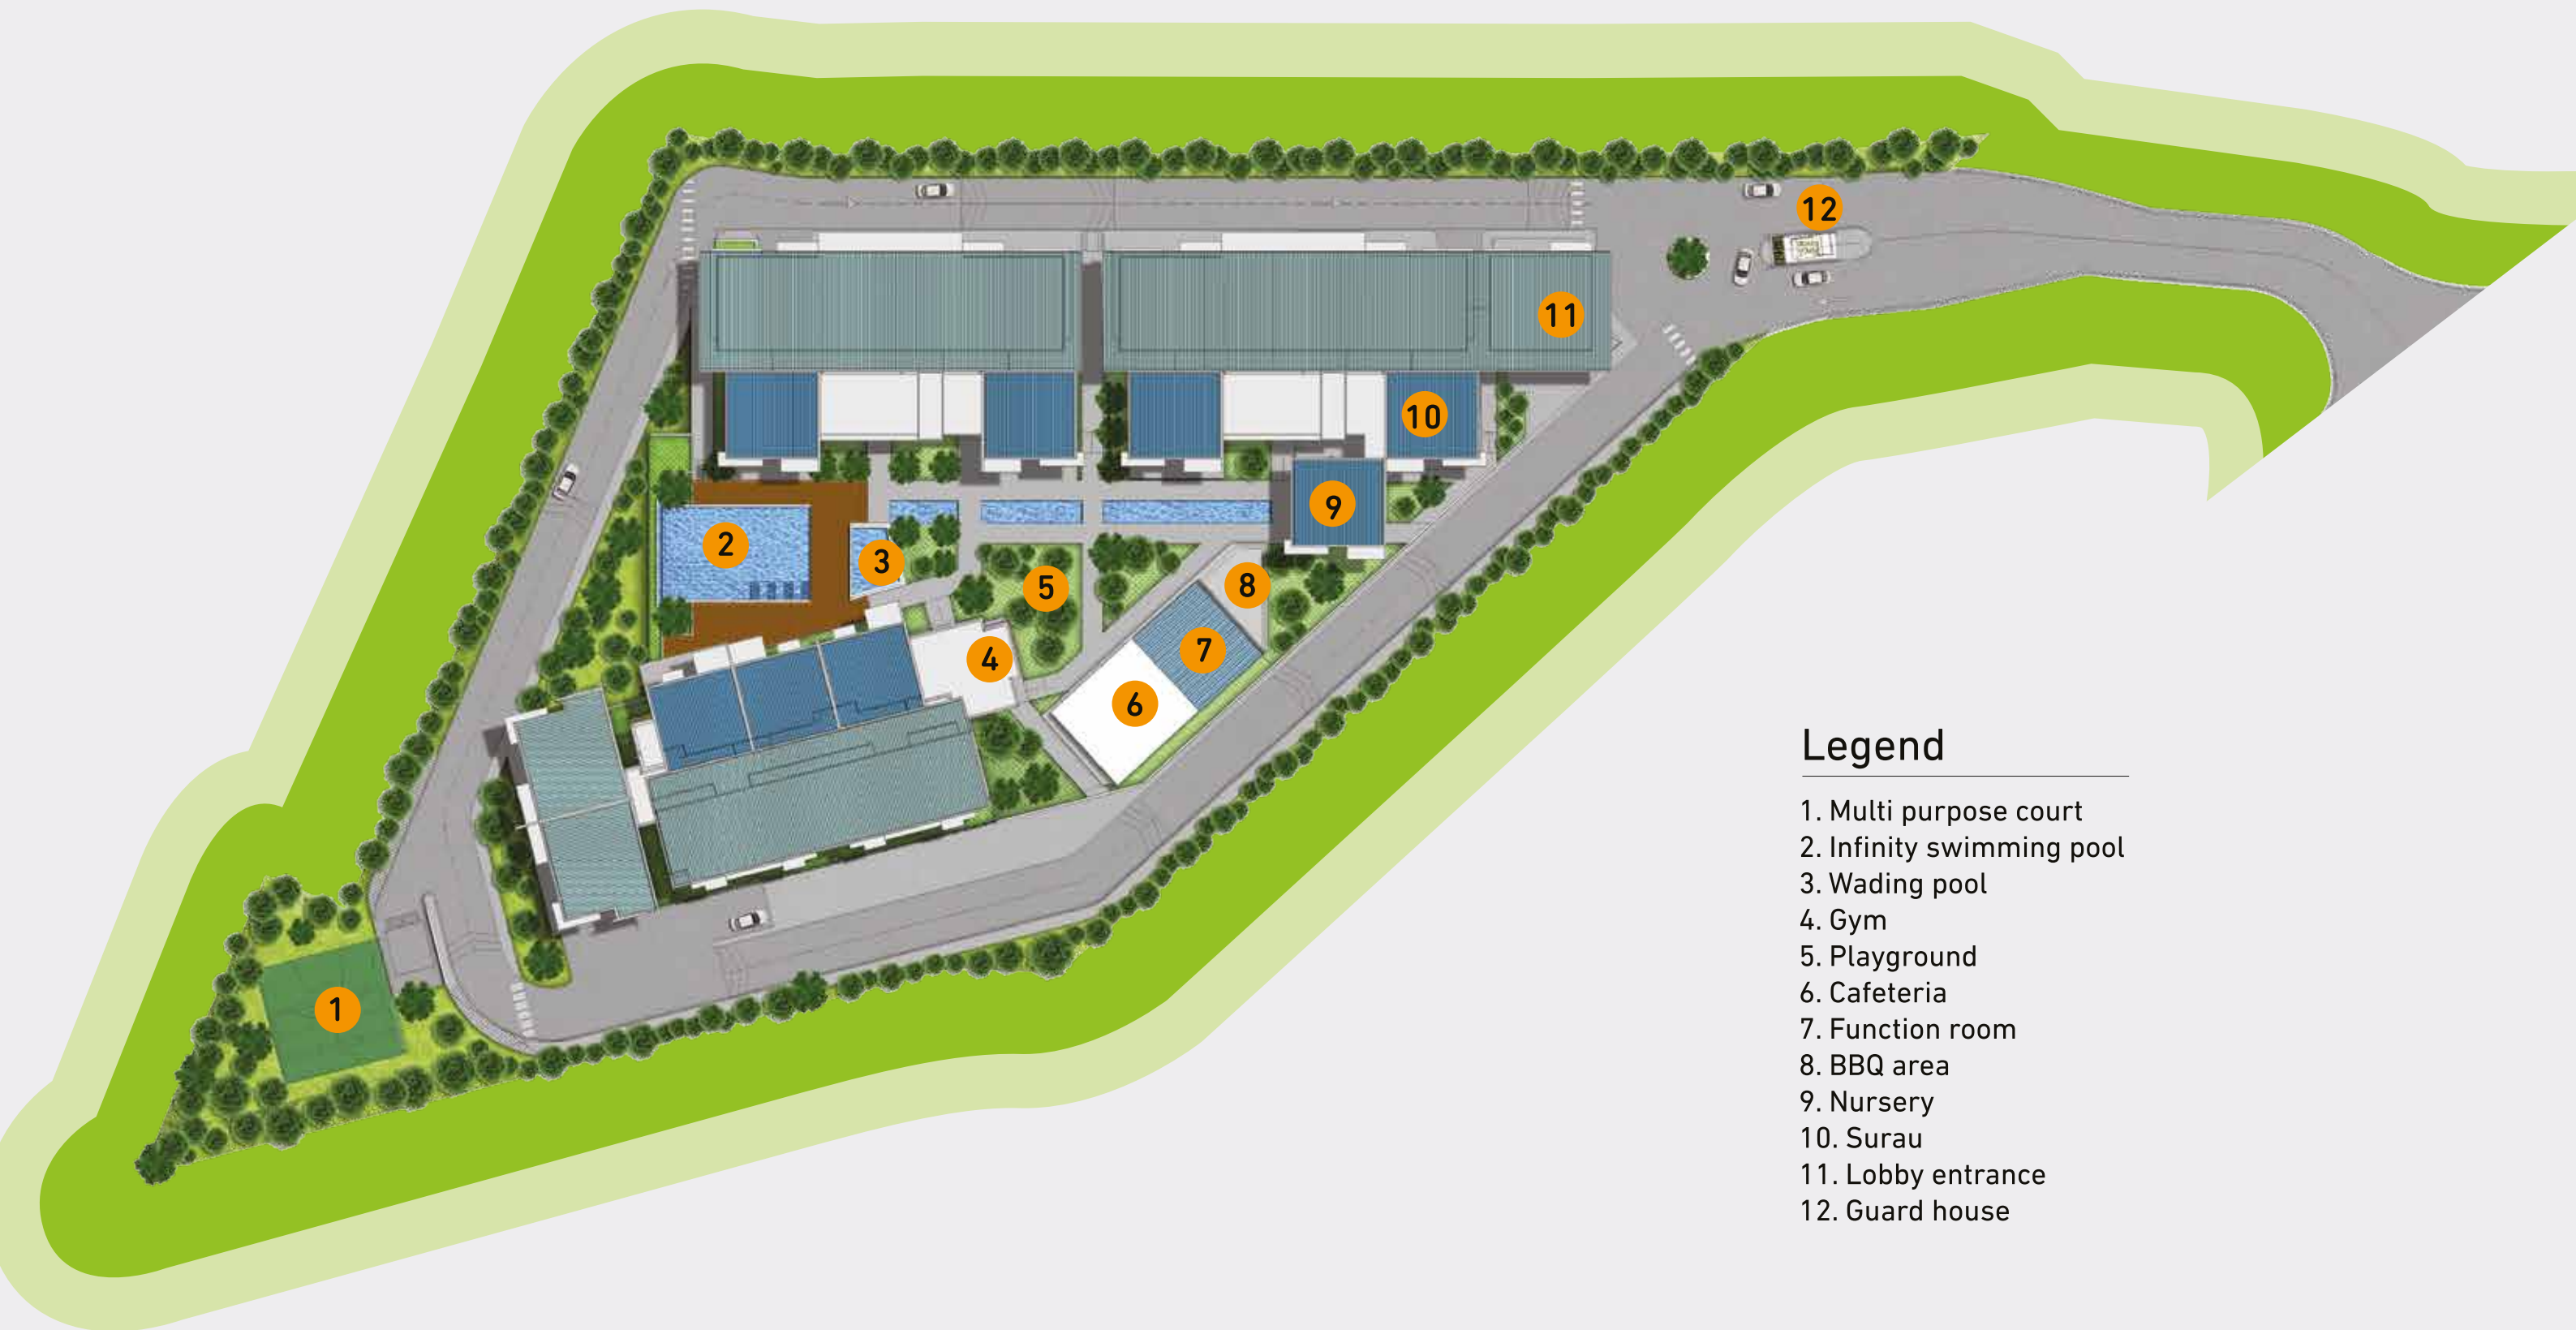 12
11
10
9
2
3
8
5
7
4
6
1
Legend
1. Multi purpose court
2. Infinity swimming pool
3. Wading pool
4. Gym
5. Playground
6. Cafeteria
7. Function room
8. BBQ area
9. Nursery
10. Surau
11. Lobby entrance
12. Guard house